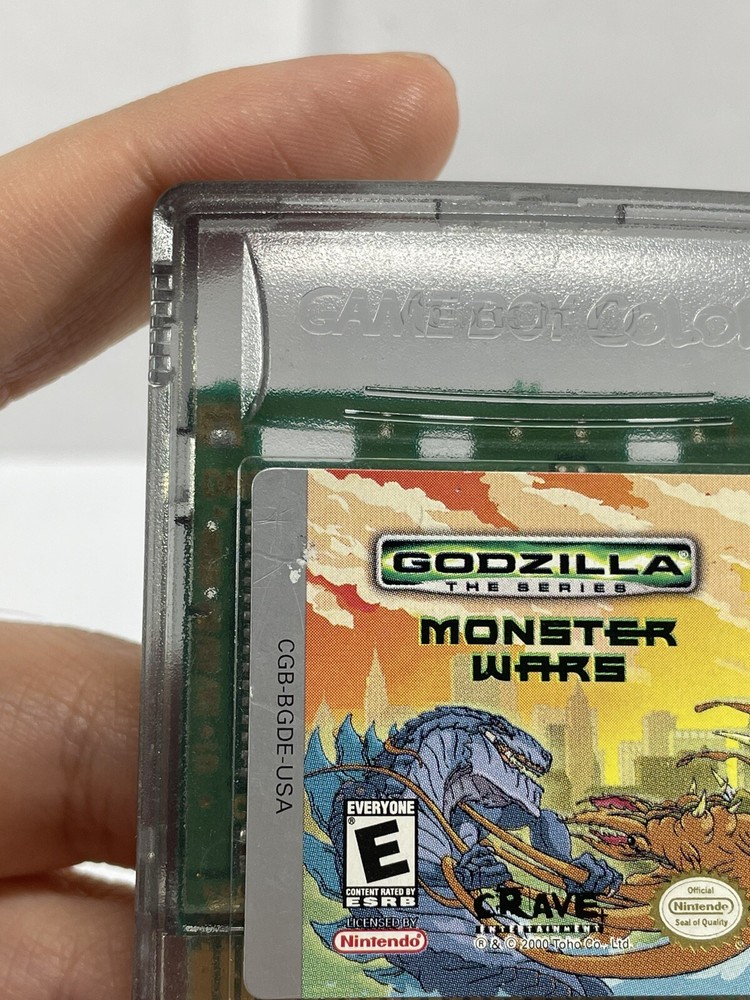 GAME BOY COLOR
GODZILLA®
THE SERIES
MONSTER
WARS
CGB-BGDE-USA
EVERYONE
®
E
CONTENT RATED BY
ESRB
LICENSED BY
Nintendo®
CRAVE
ENTERTAINMENT
® & © 2000 Toho Co., Ltd.
Official
Nintendo
Seal of Quality